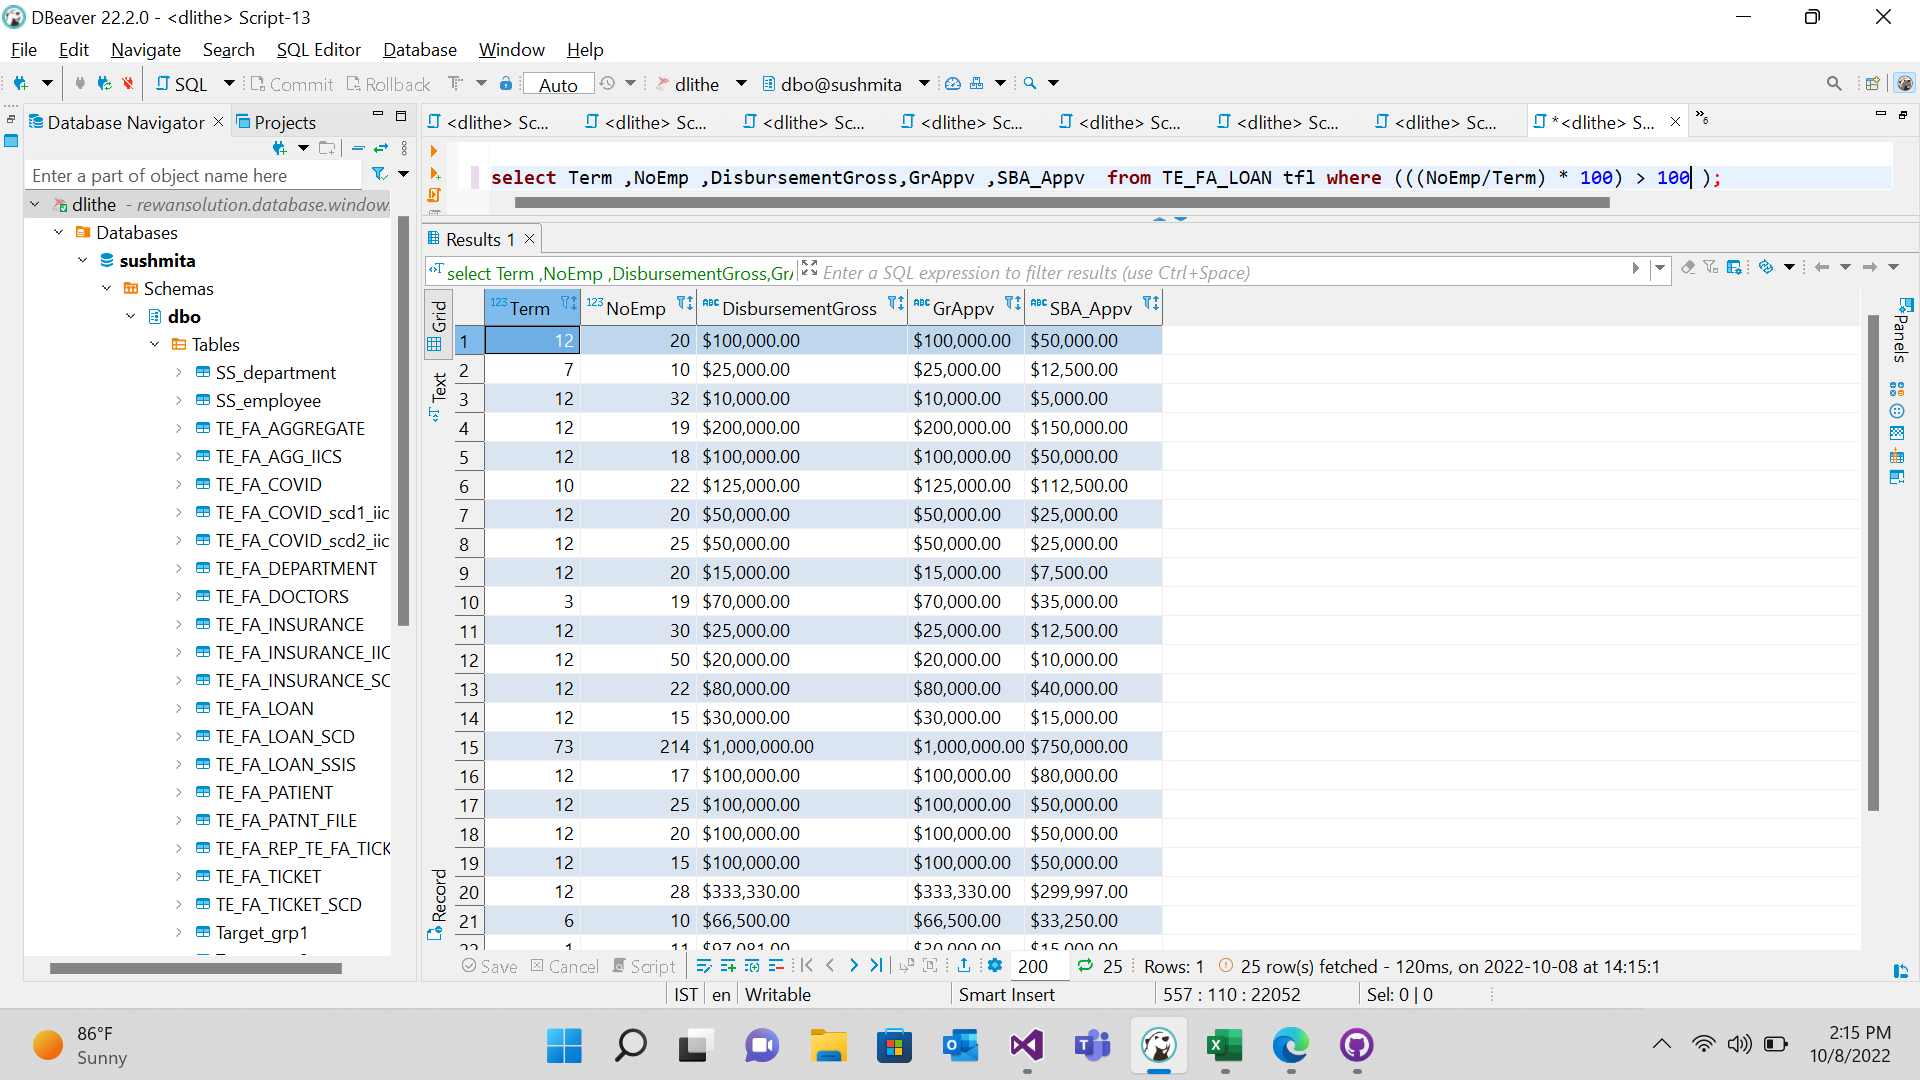 DBeaver 22.2.0 - <dlithe> Script-13
File Edit Navigate Search SQL Editor Database Window Help
SQL Commit Rollback Auto dlithe dbo@sushmita
Database Navigator Projects <dlithe> Sc... <dlithe> Sc... <dlithe> Sc... <dlithe> Sc... <dlithe> Sc... <dlithe> Sc... <dlithe> Sc... *<dlithe> S... »6
Enter a part of object name here
select Term ,NoEmp ,DisbursementGross,GrAppv ,SBA_Appv from TE_FA_LOAN tfl where (((NoEmp/Term) * 100) > 100 );
dlithe - rewansolution.database.window.
Databases
sushmita
Schemas
dbo
Tables
SS_department
SS_employee
TE_FA_AGGREGATE
TE_FA_AGG_IICS
TE_FA_COVID
TE_FA_COVID_scd1_iic
TE_FA_COVID_scd2_iic
TE_FA_DEPARTMENT
TE_FA_DOCTORS
TE_FA_INSURANCE
TE_FA_INSURANCE_IIC
TE_FA_INSURANCE_SC
TE_FA_LOAN
TE_FA_LOAN_SCD
TE_FA_LOAN_SSIS
TE_FA_PATIENT
TE_FA_PATNT_FILE
TE_FA_REP_TE_FA_TICK
TE_FA_TICKET
TE_FA_TICKET_SCD
Target_grp1
Results 1
select Term ,NoEmp ,DisbursementGross,GrA Enter a SQL expression to filter results (use Ctrl+Space)
Grid
Text
Record
Panels
123 Term 123 NoEmp ABC DisbursementGross ABC GrAppv ABC SBA_Appv
1 12 20 $100,000.00 $100,000.00 $50,000.00
2 7 10 $25,000.00 $25,000.00 $12,500.00
3 12 32 $10,000.00 $10,000.00 $5,000.00
4 12 19 $200,000.00 $200,000.00 $150,000.00
5 12 18 $100,000.00 $100,000.00 $50,000.00
6 10 22 $125,000.00 $125,000.00 $112,500.00
7 12 20 $50,000.00 $50,000.00 $25,000.00
8 12 25 $50,000.00 $50,000.00 $25,000.00
9 12 20 $15,000.00 $15,000.00 $7,500.00
10 3 19 $70,000.00 $70,000.00 $35,000.00
11 12 30 $25,000.00 $25,000.00 $12,500.00
12 12 50 $20,000.00 $20,000.00 $10,000.00
13 12 22 $80,000.00 $80,000.00 $40,000.00
14 12 15 $30,000.00 $30,000.00 $15,000.00
15 73 214 $1,000,000.00 $1,000,000.00 $750,000.00
16 12 17 $100,000.00 $100,000.00 $80,000.00
17 12 25 $100,000.00 $100,000.00 $50,000.00
18 12 20 $100,000.00 $100,000.00 $50,000.00
19 12 15 $100,000.00 $100,000.00 $50,000.00
20 12 28 $333,330.00 $333,330.00 $299,997.00
21 6 10 $66,500.00 $66,500.00 $33,250.00
22 1 11 $97,081.00 $30,000.00 $15,000.00
Save Cancel Script 200 25 Rows: 1 25 row(s) fetched - 120ms, on 2022-10-08 at 14:15:1
IST en Writable Smart Insert 557 : 110 : 22052 Sel: 0 | 0
86°F
Sunny
2:15 PM
10/8/2022